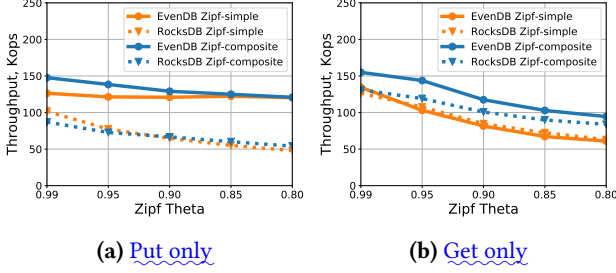 250
200
150
100
50
0
Throughput, Kops
EvenDB Zipf-simple
RocksDB Zipf-simple
EvenDB Zipf-composite
RocksDB Zipf-composite
0.99 0.95 0.90 0.85 0.80
Zipf Theta
(a) Put only
250
200
150
100
50
0
Throughput, Kops
EvenDB Zipf-simple
RocksDB Zipf-simple
EvenDB Zipf-composite
RocksDB Zipf-composite
0.99 0.95 0.90 0.85 0.80
Zipf Theta
(b) Get only